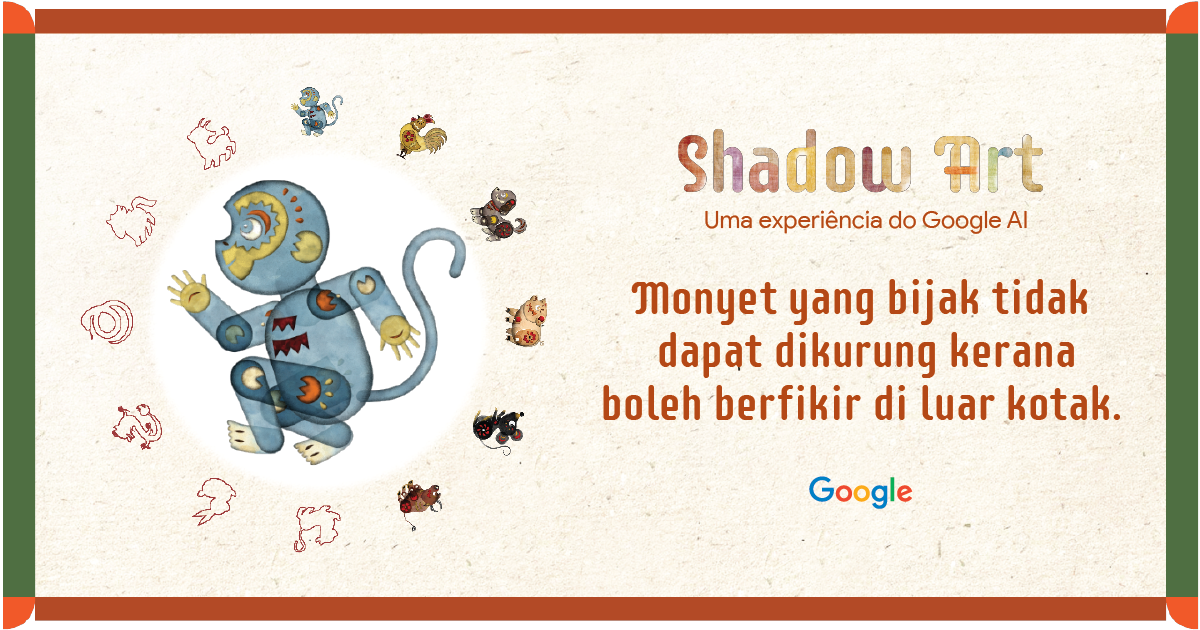 Shadow Art
Uma experiência do Google AI
Monyet yang bijak tidak
dapat dikurung kerana
boleh berfikir di luar kotak.
Google